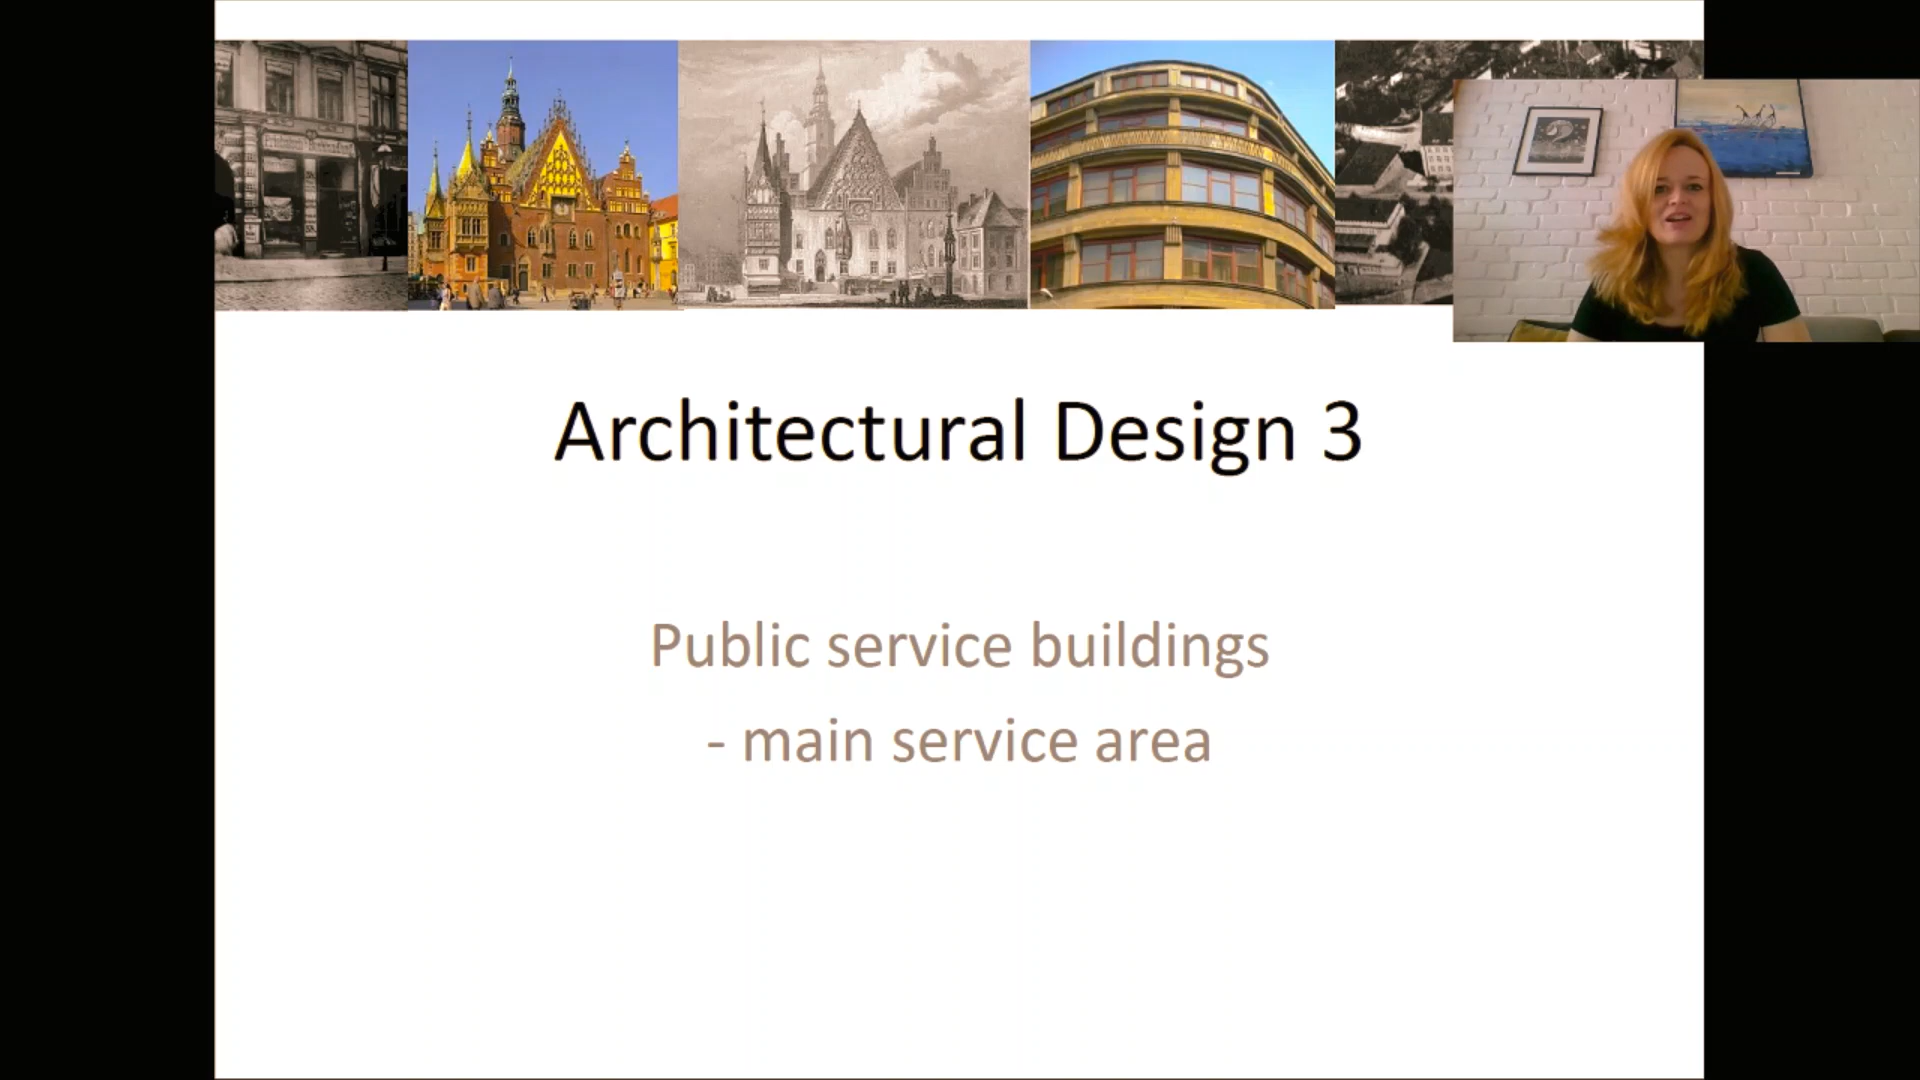 Architectural Design 3
Public service buildings
- main service area